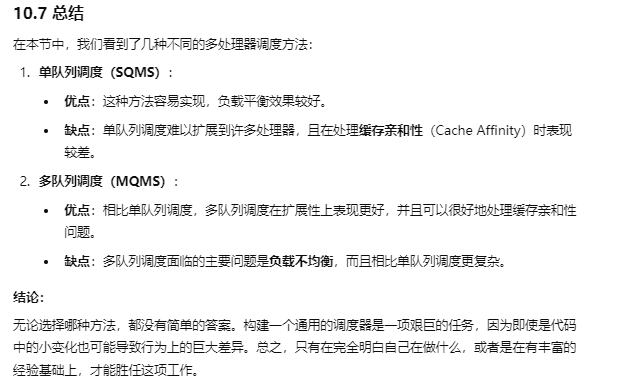 10.7 总结
在本节中，我们看到了几种不同的多处理器调度方法：
1. 单队列调度（SQMS）：
• 优点：这种方法容易实现，负载平衡效果较好。
• 缺点：单队列调度难以扩展到许多处理器，且在处理缓存亲和性（Cache Affinity）时表现
较差。
2. 多队列调度（MQMS）：
• 优点：相比单队列调度，多队列调度在扩展性上表现更好，并且可以很好地处理缓存亲和性
问题。
• 缺点：多队列调度面临的主要问题是负载不均衡，而且相比单队列调度更复杂。
结论：
无论选择哪种方法，都没有简单的答案。构建一个通用的调度器是一项艰巨的任务，因为即使是代码
中的小变化也可能导致行为上的巨大差异。总之，只有在完全明白自己在做什么，或者是在有丰富的
经验基础上，才能胜任这项工作。